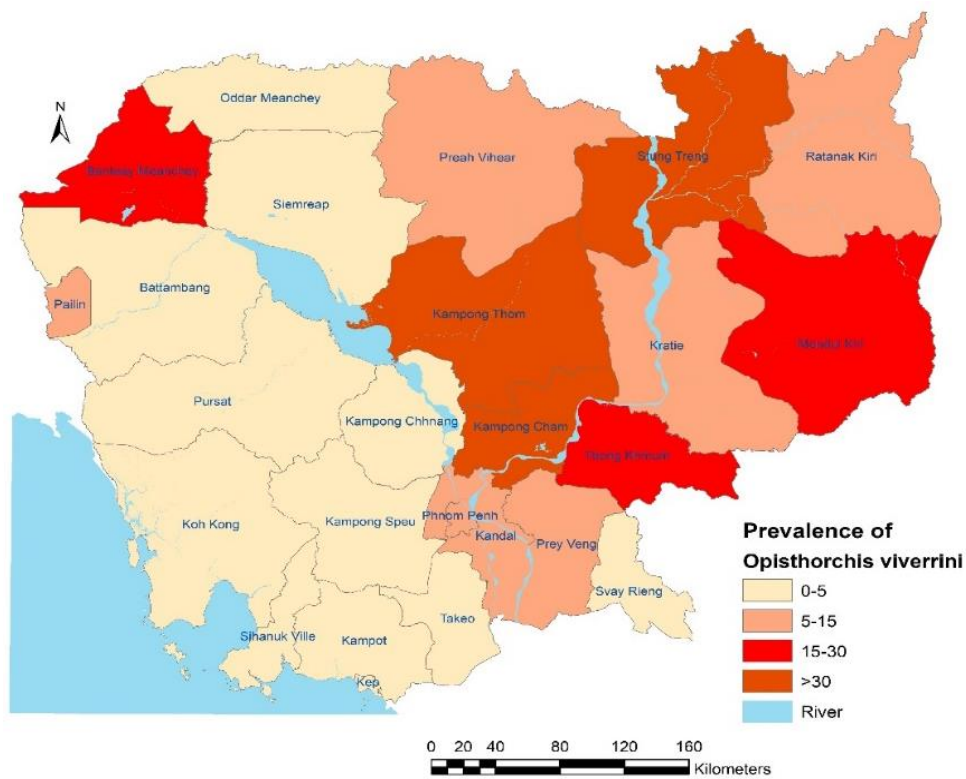 Oddar Meanchey
N
Banteay Meanchey
Preah Vihear
Stung Treng
Ratanak Kiri
Siemreap
Battambang
Pailin
Kampong Thom
Kratie
Mondul Kiri
Pursat
Kampong Chhnang
Kampong Cham
Tbong Khmum
Koh Kong
Kampong Speu
Phnom Penh
Kandal
Prey Veng
Svay Rieng
Takeo
Sihanuk Ville
Kampot
Kep
Prevalence of
Opisthorchis viverrini
0-5
5-15
15-30
>30
River
0 20 40 80 120 160
Kilometers